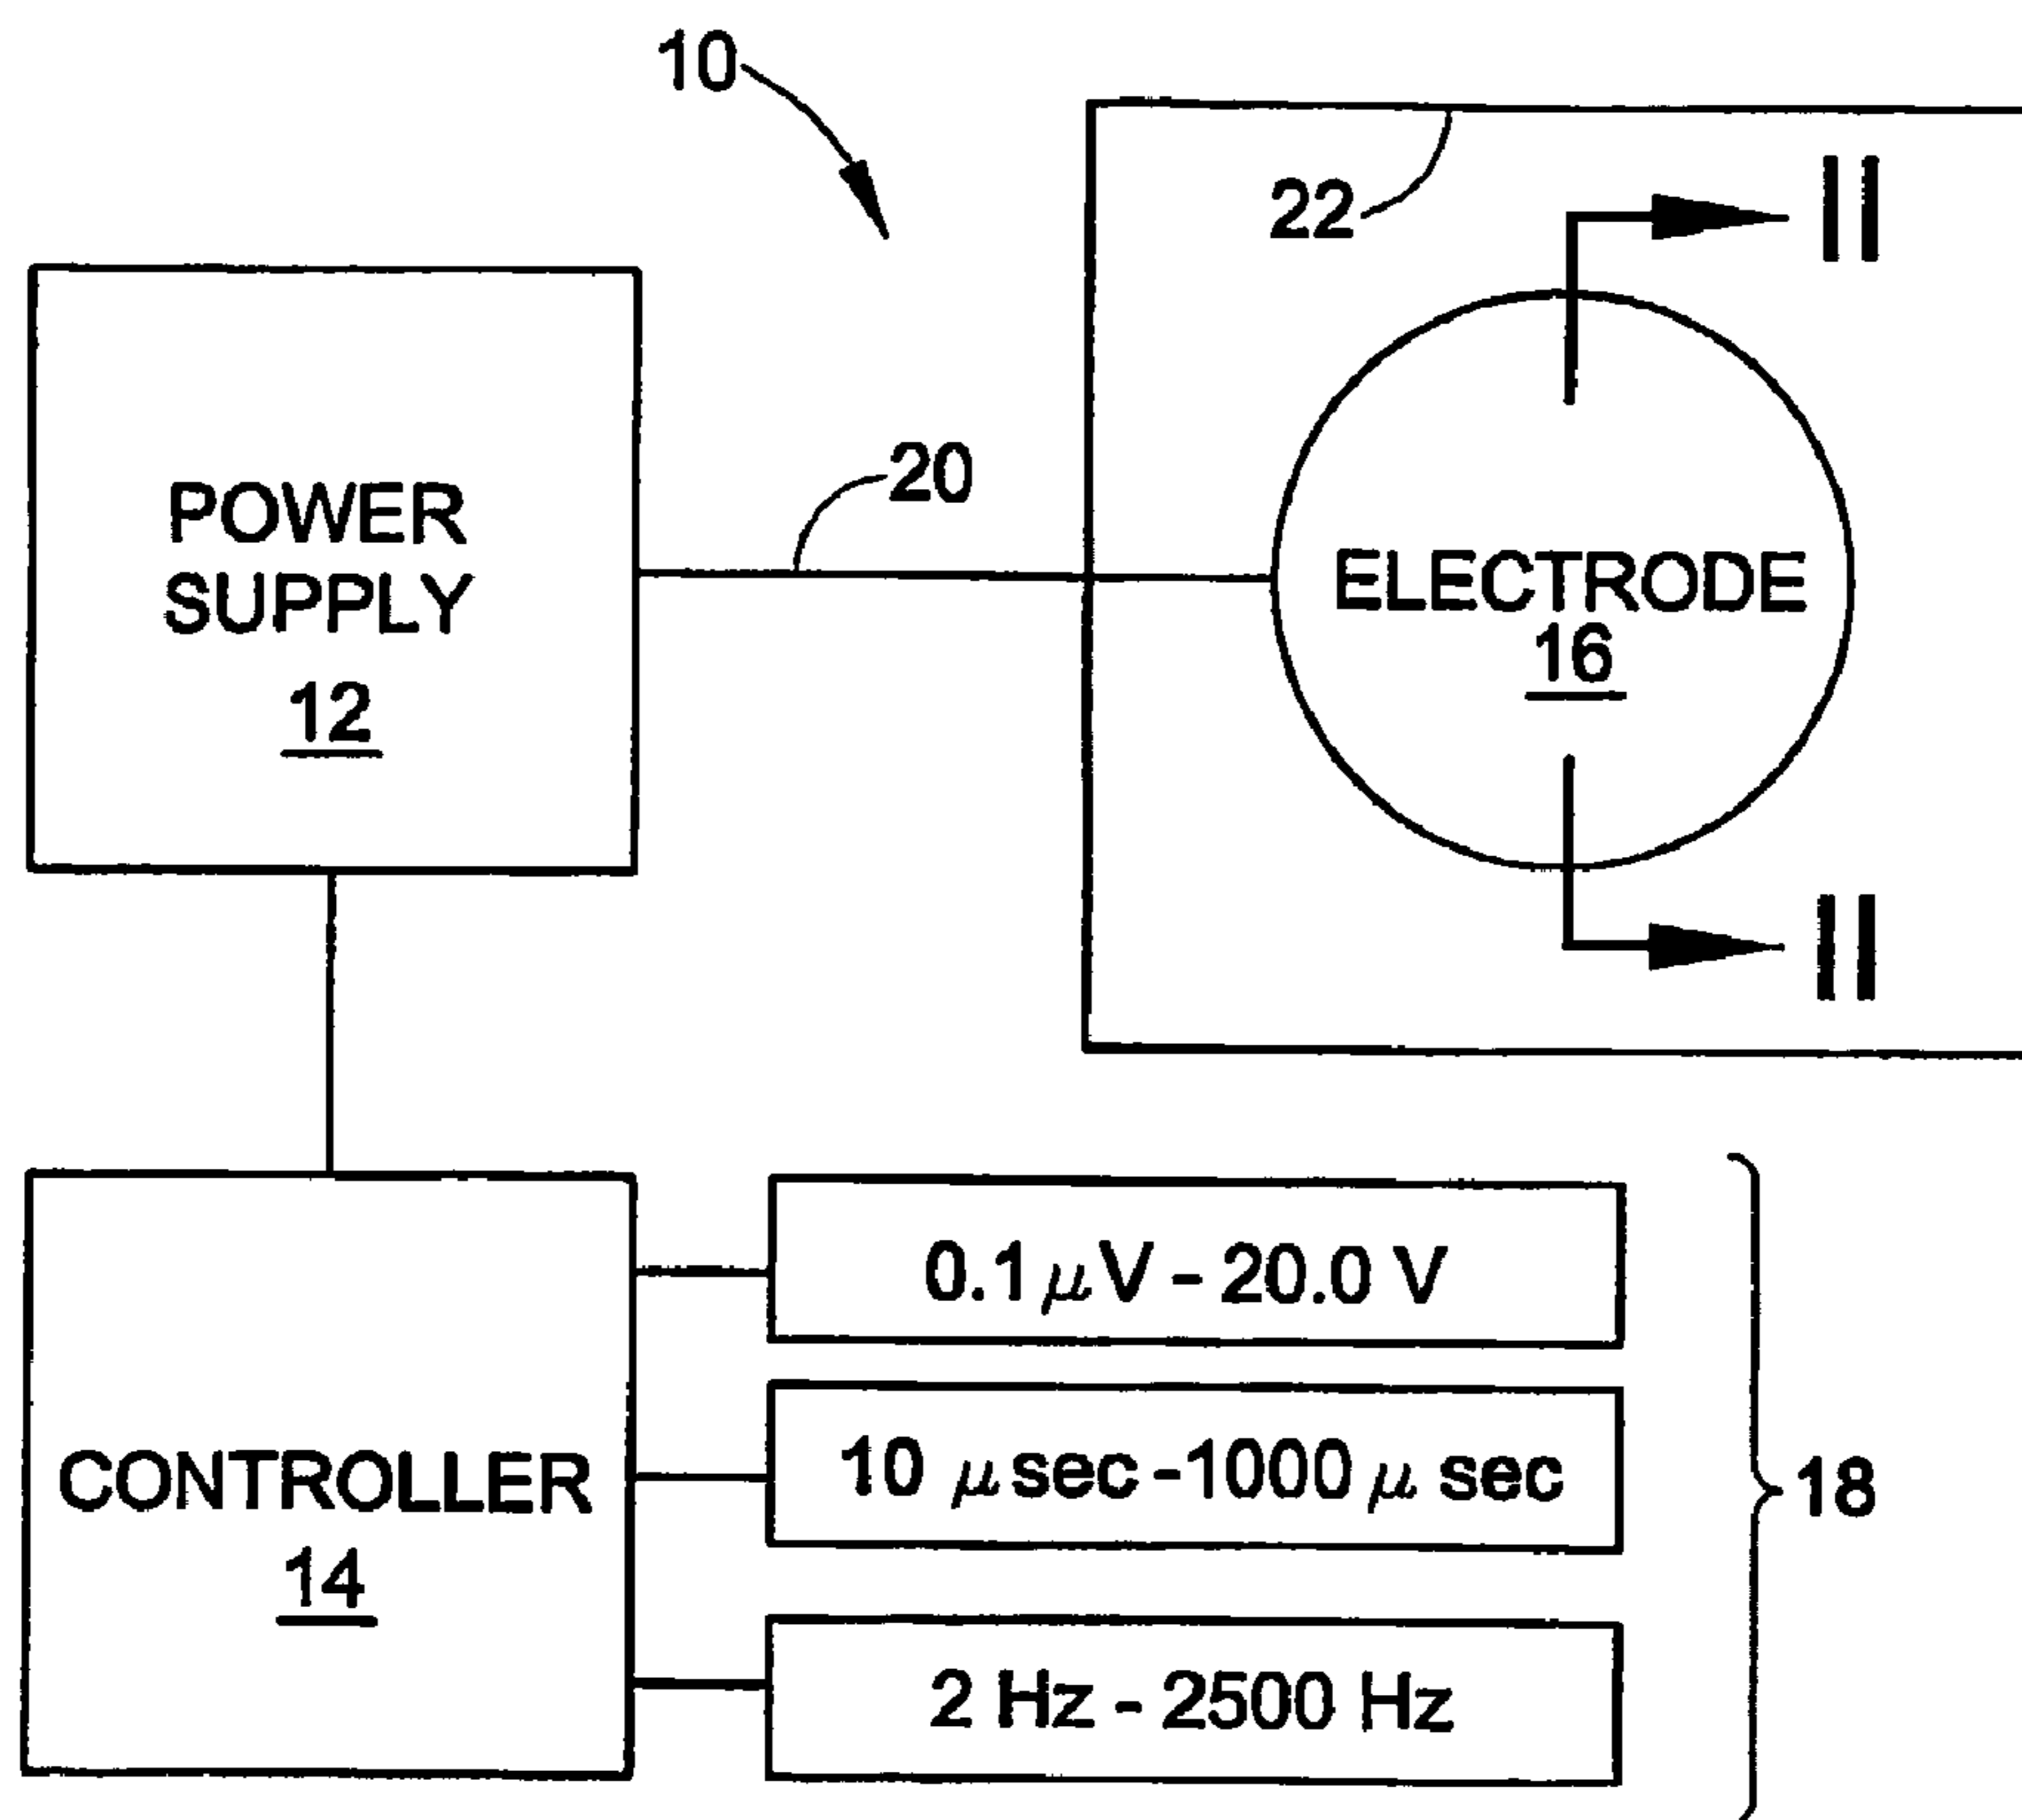 10
22
II
POWER
SUPPLY
12
20
ELECTRODE
16
II
CONTROLLER
14
0.1 μV - 20.0 V
10 μsec -1000 μ sec
2 Hz - 2500 Hz
18